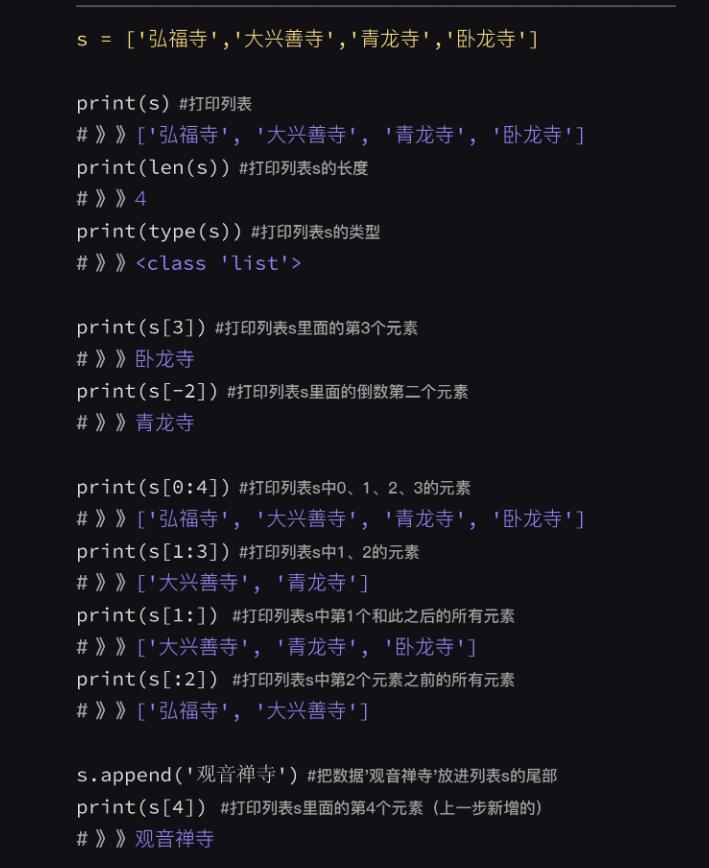 s = ['弘福寺','大兴善寺','青龙寺','卧龙寺']
print(s) #打印列表
#》》['弘福寺', '大兴善寺', '青龙寺', '卧龙寺']
print(len(s)) #打印列表s的长度
#》》4
print(type(s)) #打印列表s的类型
#》》<class 'list'>
print(s[3]) #打印列表s里面的第3个元素
#》》卧龙寺
print(s[-2]) #打印列表s里面的倒数第二个元素
#》》青龙寺
print(s[0:4]) #打印列表s中0、1、2、3的元素
#》》['弘福寺', '大兴善寺', '青龙寺', '卧龙寺']
print(s[1:3]) #打印列表s中1、2的元素
#》》['大兴善寺', '青龙寺']
print(s[1:]) #打印列表s中第1个和此之后的所有元素
#》》['大兴善寺', '青龙寺', '卧龙寺']
print(s[:2]) #打印列表s中第2个元素之前的所有元素
#》》['弘福寺', '大兴善寺']
s.append('观音禅寺') #把数据'观音禅寺'放进列表s的尾部
print(s[4]) #打印列表s里面的第4个元素（上一步新增的）
#》》观音禅寺